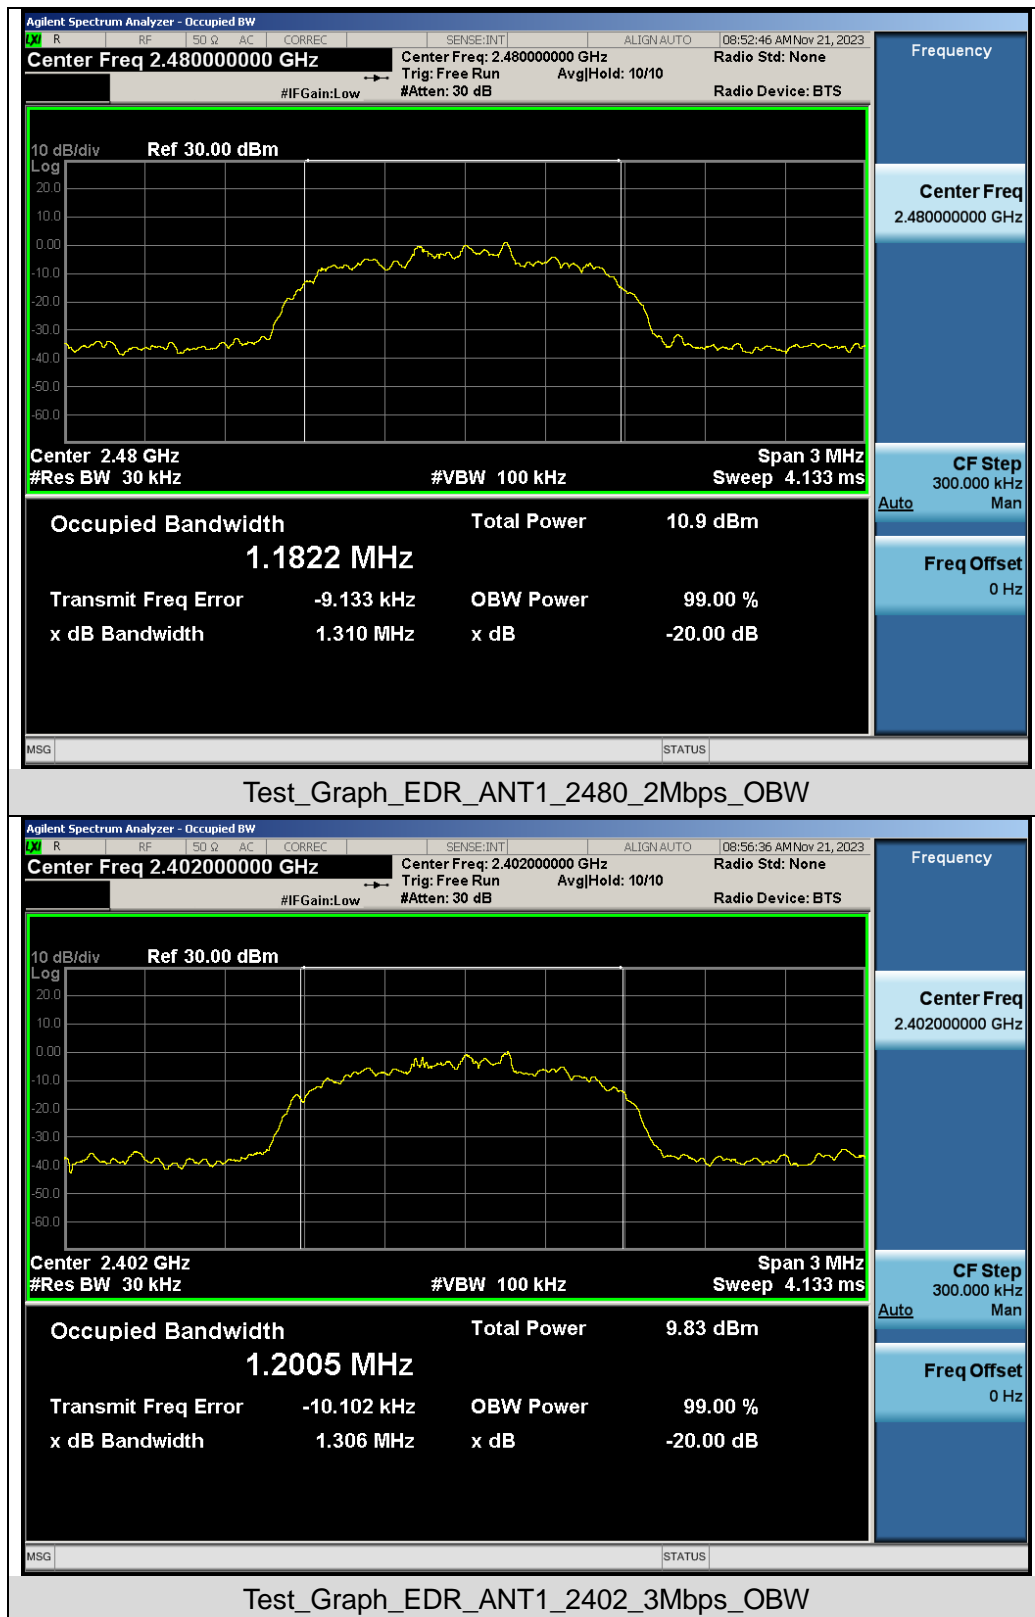 Agilent Spectrum Analyzer - Occupied BW
LXI R RF 50 Ω AC CORREC SENSE:INT ALIGN AUTO 08:52:46 AM Nov 21, 2023
Center Freq 2.480000000 GHz Center Freq: 2.480000000 GHz Radio Std: None Frequency
Trig: Free Run Avg|Hold: 10/10
#IFGain:Low #Atten: 30 dB Radio Device: BTS
10 dB/div Ref 30.00 dBm
Log
20.0
10.0
0.00
-10.0
-20.0
-30.0
-40.0
-50.0
-60.0
Center Freq
2.480000000 GHz
Center 2.48 GHz Span 3 MHz
#Res BW 30 kHz #VBW 100 kHz Sweep 4.133 ms
CF Step
300.000 kHz
Auto Man
Occupied Bandwidth Total Power 10.9 dBm
1.1822 MHz
Transmit Freq Error -9.133 kHz OBW Power 99.00 %
x dB Bandwidth 1.310 MHz x dB -20.00 dB
Freq Offset
0 Hz
MSG STATUS
Test_Graph_EDR_ANT1_2480_2Mbps_OBW
Agilent Spectrum Analyzer - Occupied BW
LXI R RF 50 Ω AC CORREC SENSE:INT ALIGN AUTO 08:56:36 AM Nov 21, 2023
Center Freq 2.402000000 GHz Center Freq: 2.402000000 GHz Radio Std: None Frequency
Trig: Free Run Avg|Hold: 10/10
#IFGain:Low #Atten: 30 dB Radio Device: BTS
10 dB/div Ref 30.00 dBm
Log
20.0
10.0
0.00
-10.0
-20.0
-30.0
-40.0
-50.0
-60.0
Center Freq
2.402000000 GHz
Center 2.402 GHz Span 3 MHz
#Res BW 30 kHz #VBW 100 kHz Sweep 4.133 ms
CF Step
300.000 kHz
Auto Man
Occupied Bandwidth Total Power 9.83 dBm
1.2005 MHz
Transmit Freq Error -10.102 kHz OBW Power 99.00 %
x dB Bandwidth 1.306 MHz x dB -20.00 dB
Freq Offset
0 Hz
MSG STATUS
Test_Graph_EDR_ANT1_2402_3Mbps_OBW